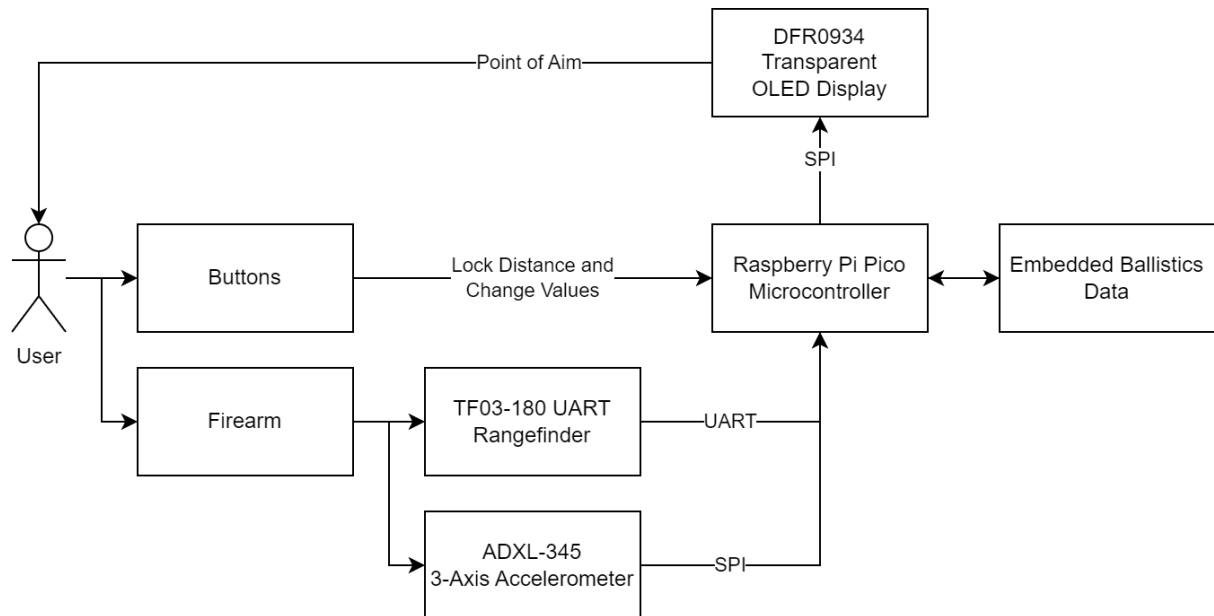 DFR0934
Transparent
OLED Display
Point of Aim
SPI
Buttons
Lock Distance and
Change Values
Raspberry Pi Pico
Microcontroller
Embedded Ballistics
Data
User
Firearm
TF03-180 UART
Rangefinder
UART
ADXL-345
3-Axis Accelerometer
SPI